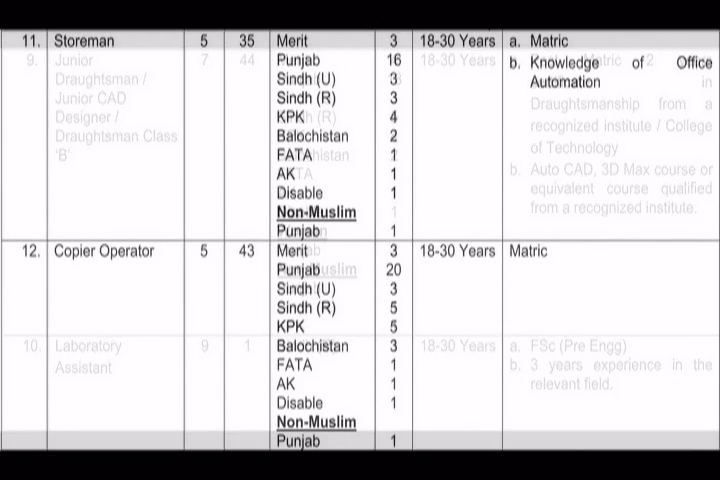 11. Storeman 5 35 Merit 3 18-30 Years a. Matric
Punjab 16 b. Knowledge of Office
Sindh (U) 3 Automation
Sindh (R) 3
KPK 4
Balochistan 2
FATA 1
AK 1
Disable 1
Non-Muslim
Punjab 1
12. Copier Operator 5 43 Merit 3 18-30 Years Matric
Punjab 20
Sindh (U) 3
Sindh (R) 5
KPK 5
Balochistan 3
FATA 1
AK 1
Disable 1
Non-Muslim
Punjab 1
9. Junior 7 44 18-30 Years
Draughtsman / in
Junior CAD Draughtsmanship from a
Designer / recognized institute / College
Draughtsman Class of Technology
'B' b. Auto CAD, 3D Max course or
equivalent course qualified
from a recognized institute.
10. Laboratory 9 1 18-30 Years a. FSc (Pre Engg)
Assistant b. 3 years experience in the
relevant field.